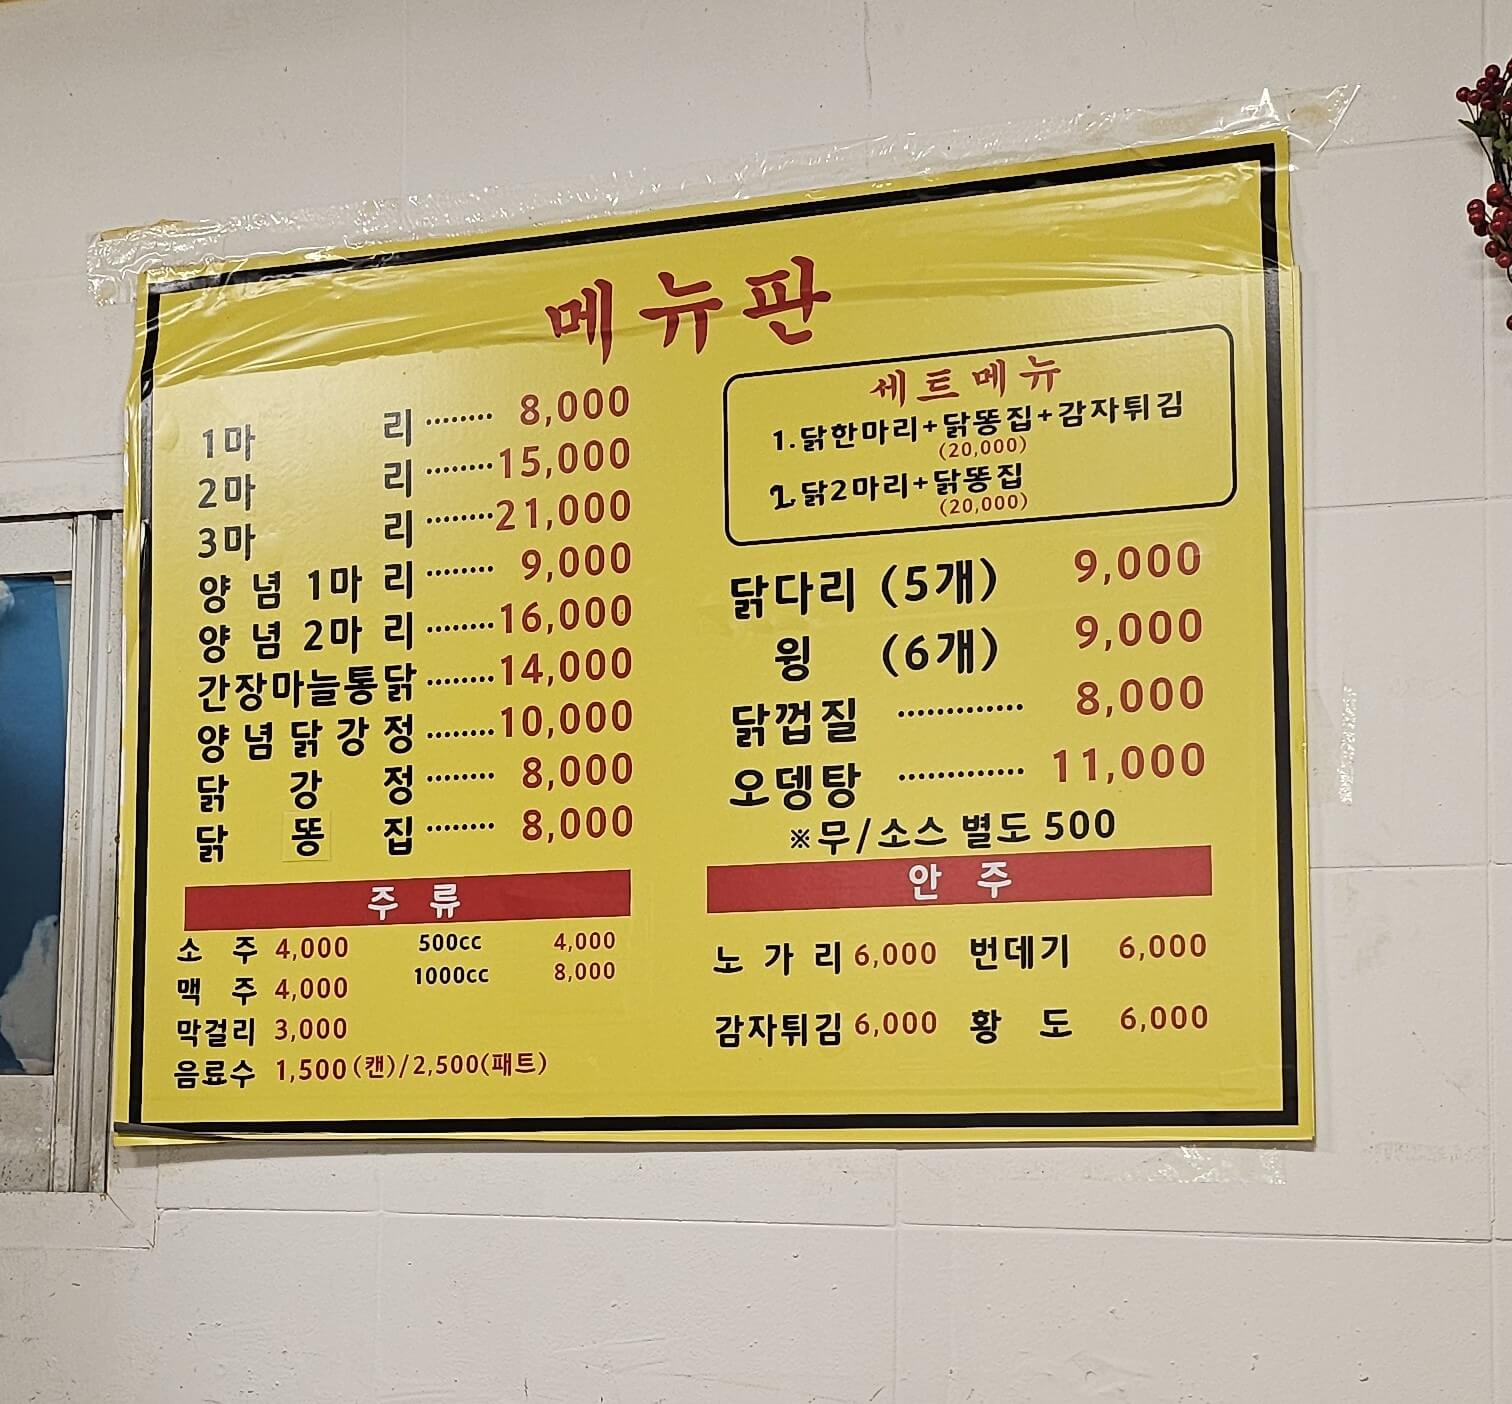 메뉴판
1마리 ........ 8,000
2마리 ........ 15,000
3마리 ........ 21,000
양념 1마리 ........ 9,000
양념 2마리 ........ 16,000
간장마늘통닭 ........ 14,000
양념닭강정 ........ 10,000
닭강정 ........ 8,000
닭똥집 ........ 8,000
주류
소주 4,000 500cc 4,000
맥주 4,000 1000cc 8,000
막걸리 3,000
음료수 1,500(캔)/2,500(패트)
세트메뉴
1.닭한마리+닭똥집+감자튀김
(20,000)
2.닭2마리+닭똥집
(20,000)
닭다리 (5개) 9,000
윙 (6개) 9,000
닭껍질 ............. 8,000
오뎅탕 ............. 11,000
※무/소스 별도 500
안주
노가리 6,000 번데기 6,000
감자튀김 6,000 황도 6,000